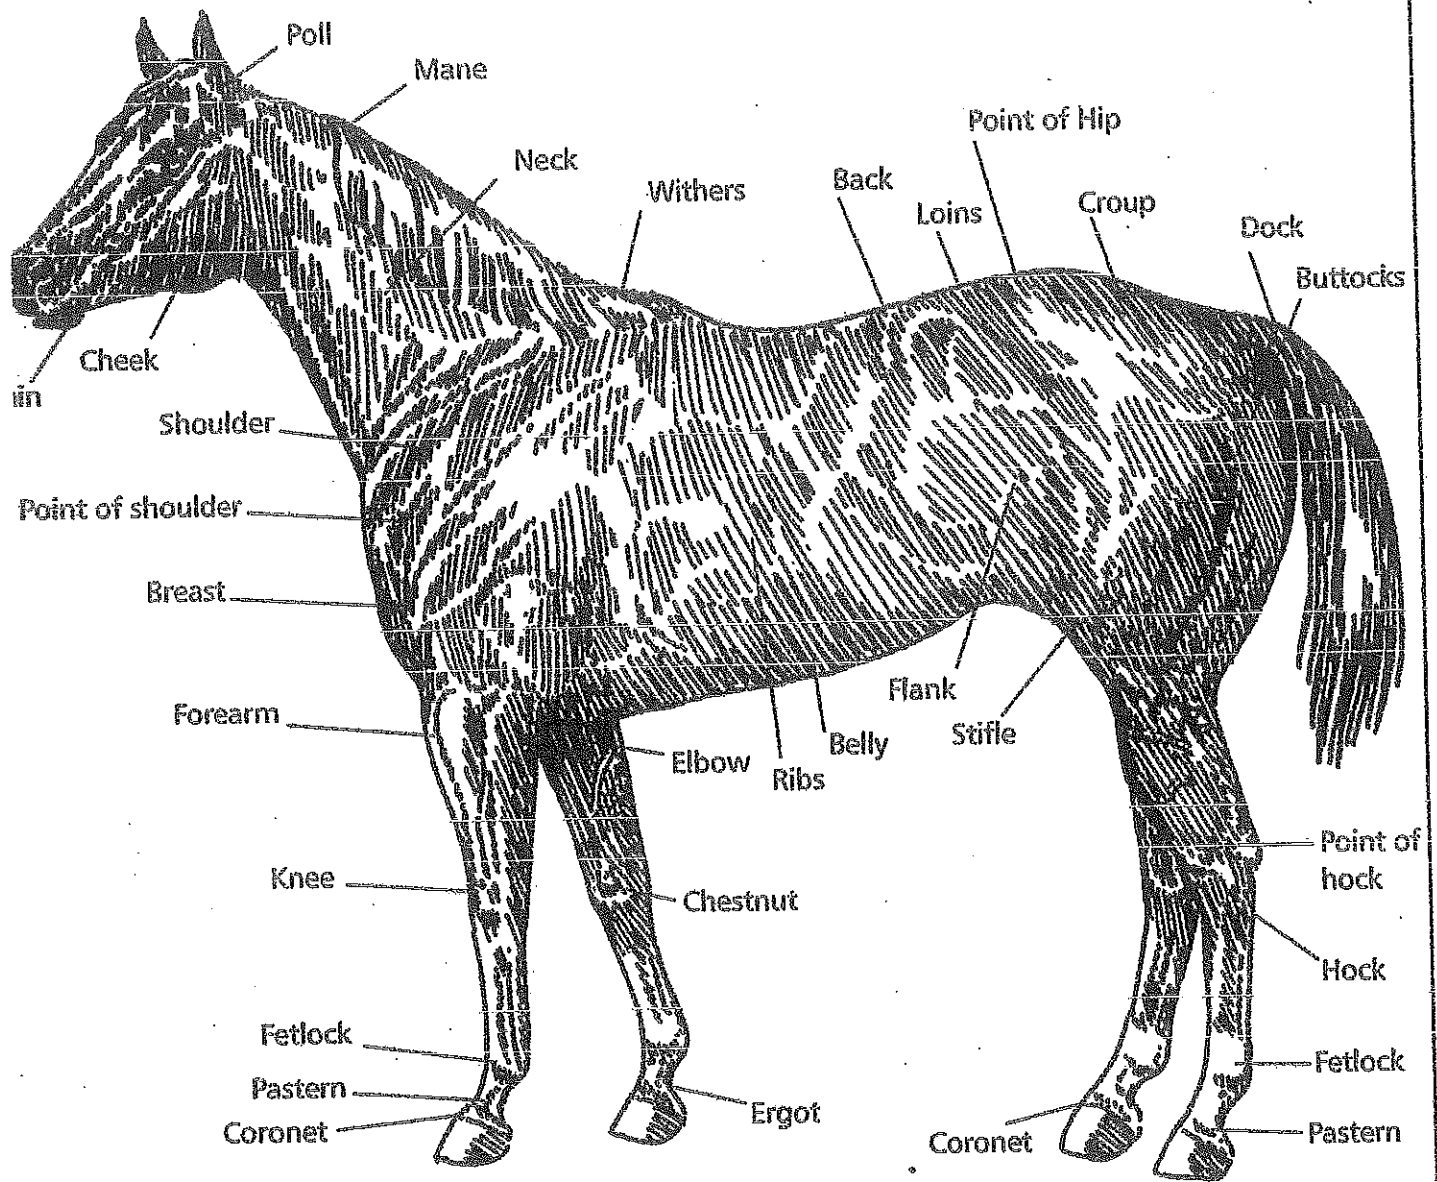 Poll
Mane
Point of Hip
Neck
Withers
Back
Loins
Croup
Dock
Buttocks
Cheek
in
Shoulder
Point of shoulder
Breast
Forearm
Flank
Stifle
Elbow
Belly
Ribs
Point of
hock
Knee
Chestnut
Hock
Fetlock
Fetlock
Pastern
Coronet
Ergot
Coronet
Pastern